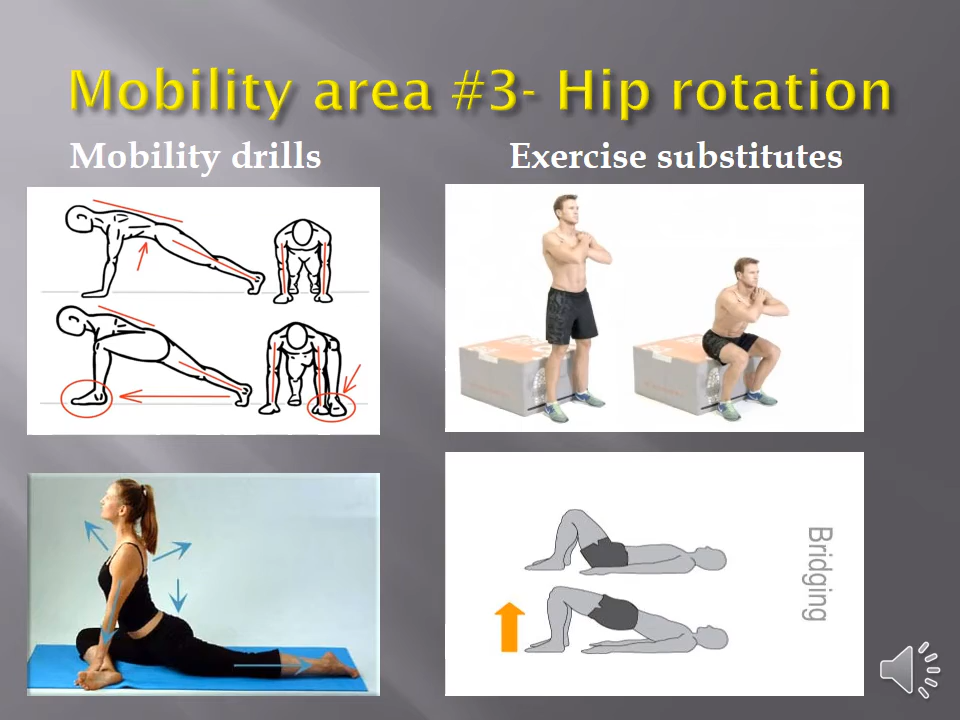 Mobility area #3- Hip rotation
Mobility drills
Exercise substitutes
Bridging